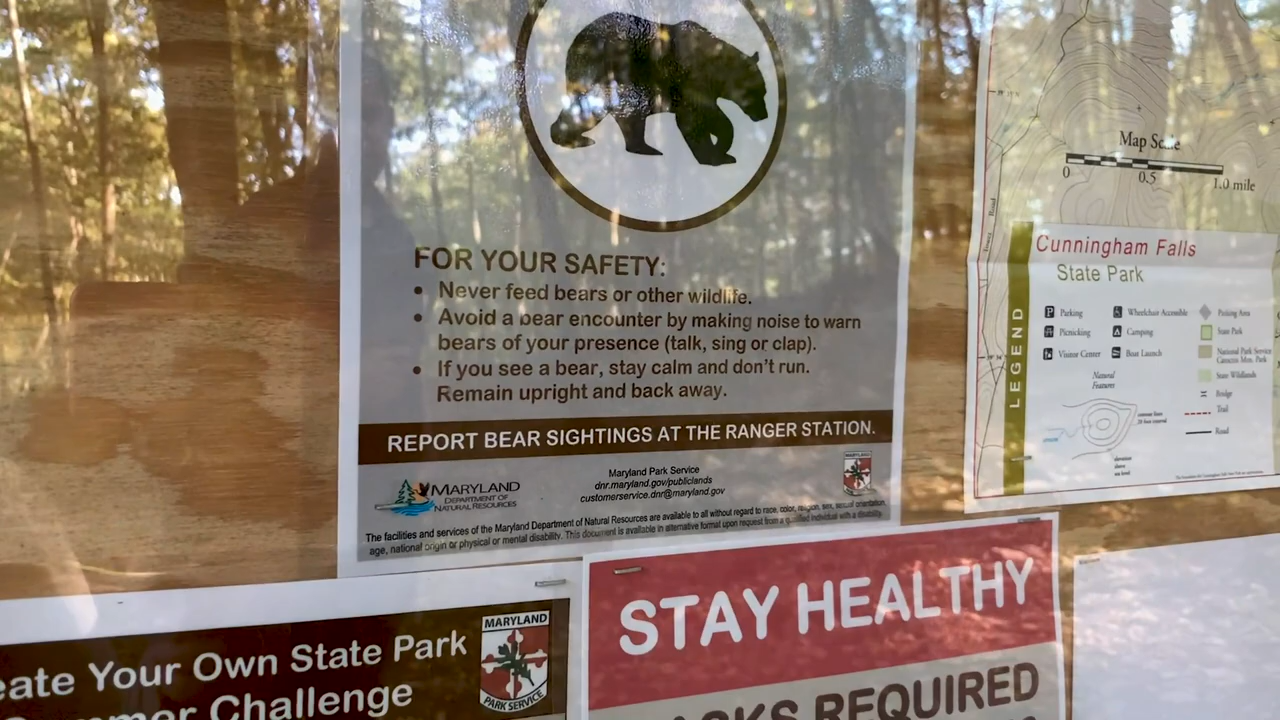 FOR YOUR SAFETY:
• Never feed bears or other wildlife.
• Avoid a bear encounter by making noise to warn
bears of your presence (talk, sing or clap).
• If you see a bear, stay calm and don't run.
Remain upright and back away.
REPORT BEAR SIGHTINGS AT THE RANGER STATION.
MARYLAND
DEPARTMENT OF
NATURAL RESOURCES
Maryland Park Service
dnr.maryland.gov/publiclands
customerservice.dnr@maryland.gov
MARYLAND
The facilities and services of the Maryland Department of Natural Resources are available to all without regard to race, color, religion, sex, sexual orientation,
age, national origin or physical or mental disability. This document is available in alternative format upon request from a qualified individual with a disability.
Map Scale
0 0.5 1.0 mile
Cunningham Falls
State Park
LEGEND
Parking
Picnicking
Visitor Center
Wheelchair Accessible
Camping
Boat Launch
Parking Area
State Park
National Park Service
Catoctin Mtn. Park
State Wildlands
Bridge
Trail
Road
Natural
Features
eate Your Own State Park
Challenge
MARYLAND
PARK SERVICE
STAY HEALTHY
ASKS REQUIRED